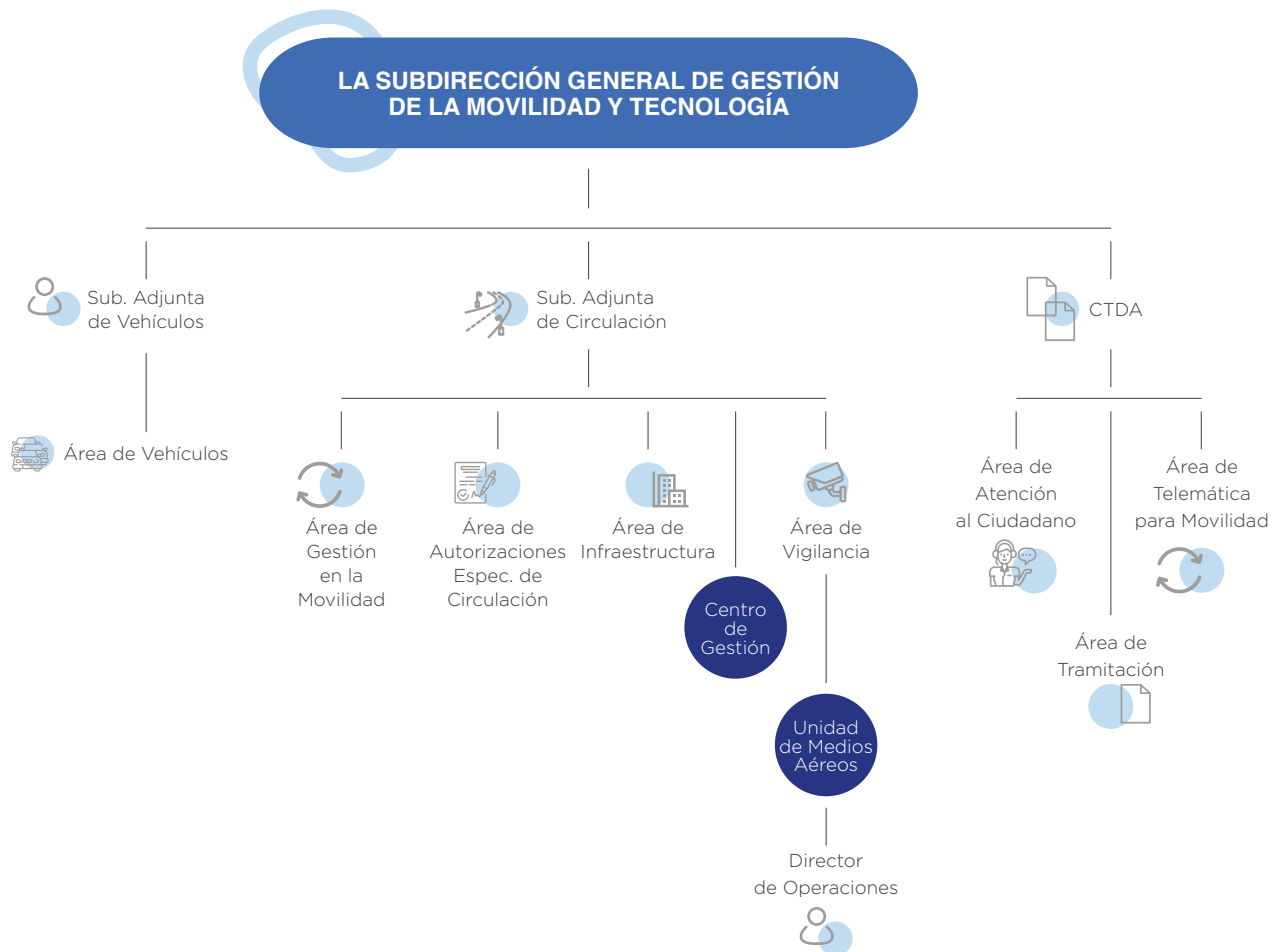 LA SUBDIRECCIÓN GENERAL DE GESTIÓN
DE LA MOVILIDAD Y TECNOLOGÍA
Sub. Adjunta
de Vehículos
Sub. Adjunta
de Circulación
CTDA
Área de Vehículos
Área de
Gestión
en la
Movilidad
Área de
Autorizaciones
Espec. de
Circulación
Área de
Infraestructura
Centro
de
Gestión
Área de
Vigilancia
Unidad
de Medios
Aéreos
Director
de Operaciones
Área de
Atención
al Ciudadano
Área de
Tramitación
Área de
Telemática
para Movilidad